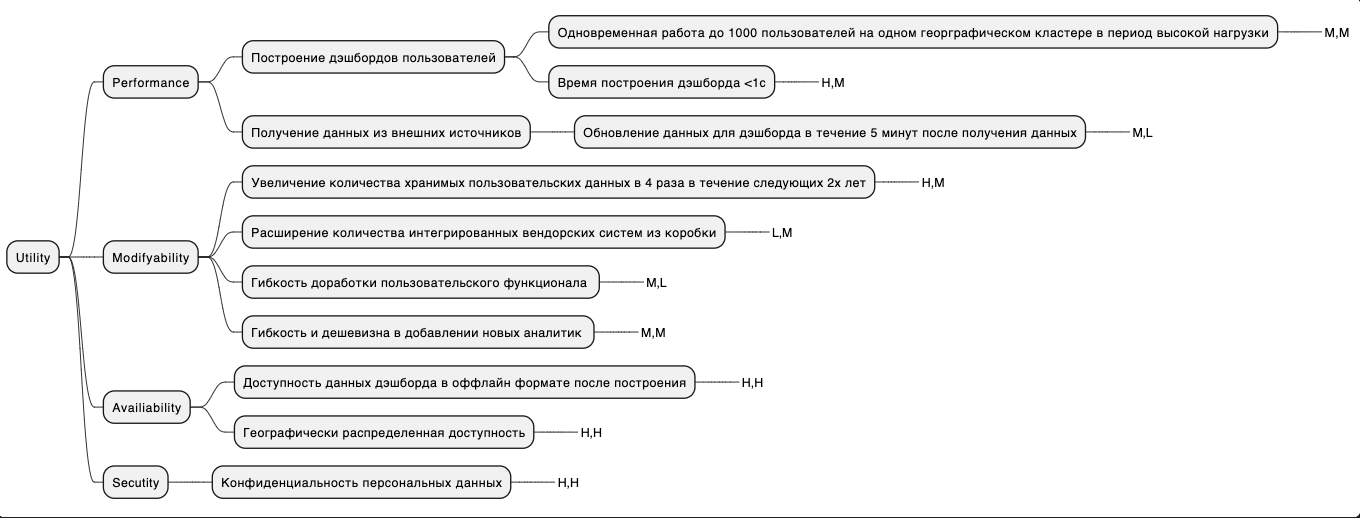 Utility
Performance
Построение дэшбордов пользователей
Одновременная работа до 1000 пользователей на одном георграфическом кластере в период высокой нагрузки
M,M
Время построения дэшборда <1с
H,M
Получение данных из внешних источников
Обновление данных для дэшборда в течение 5 минут после получения данных
M,L
Modifyability
Увеличение количества хранимых пользовательских данных в 4 раза в течение следующих 2х лет
H,M
Расширение количества интегрированных вендорских систем из коробки
L,M
Гибкость доработки пользовательского функционала
M,L
Гибкость и дешевизна в добавлении новых аналитик
M,M
Availiability
Доступность данных дэшборда в оффлайн формате после построения
H,H
Географически распределенная доступность
H,H
Secutity
Конфиденциальность персональных данных
H,H